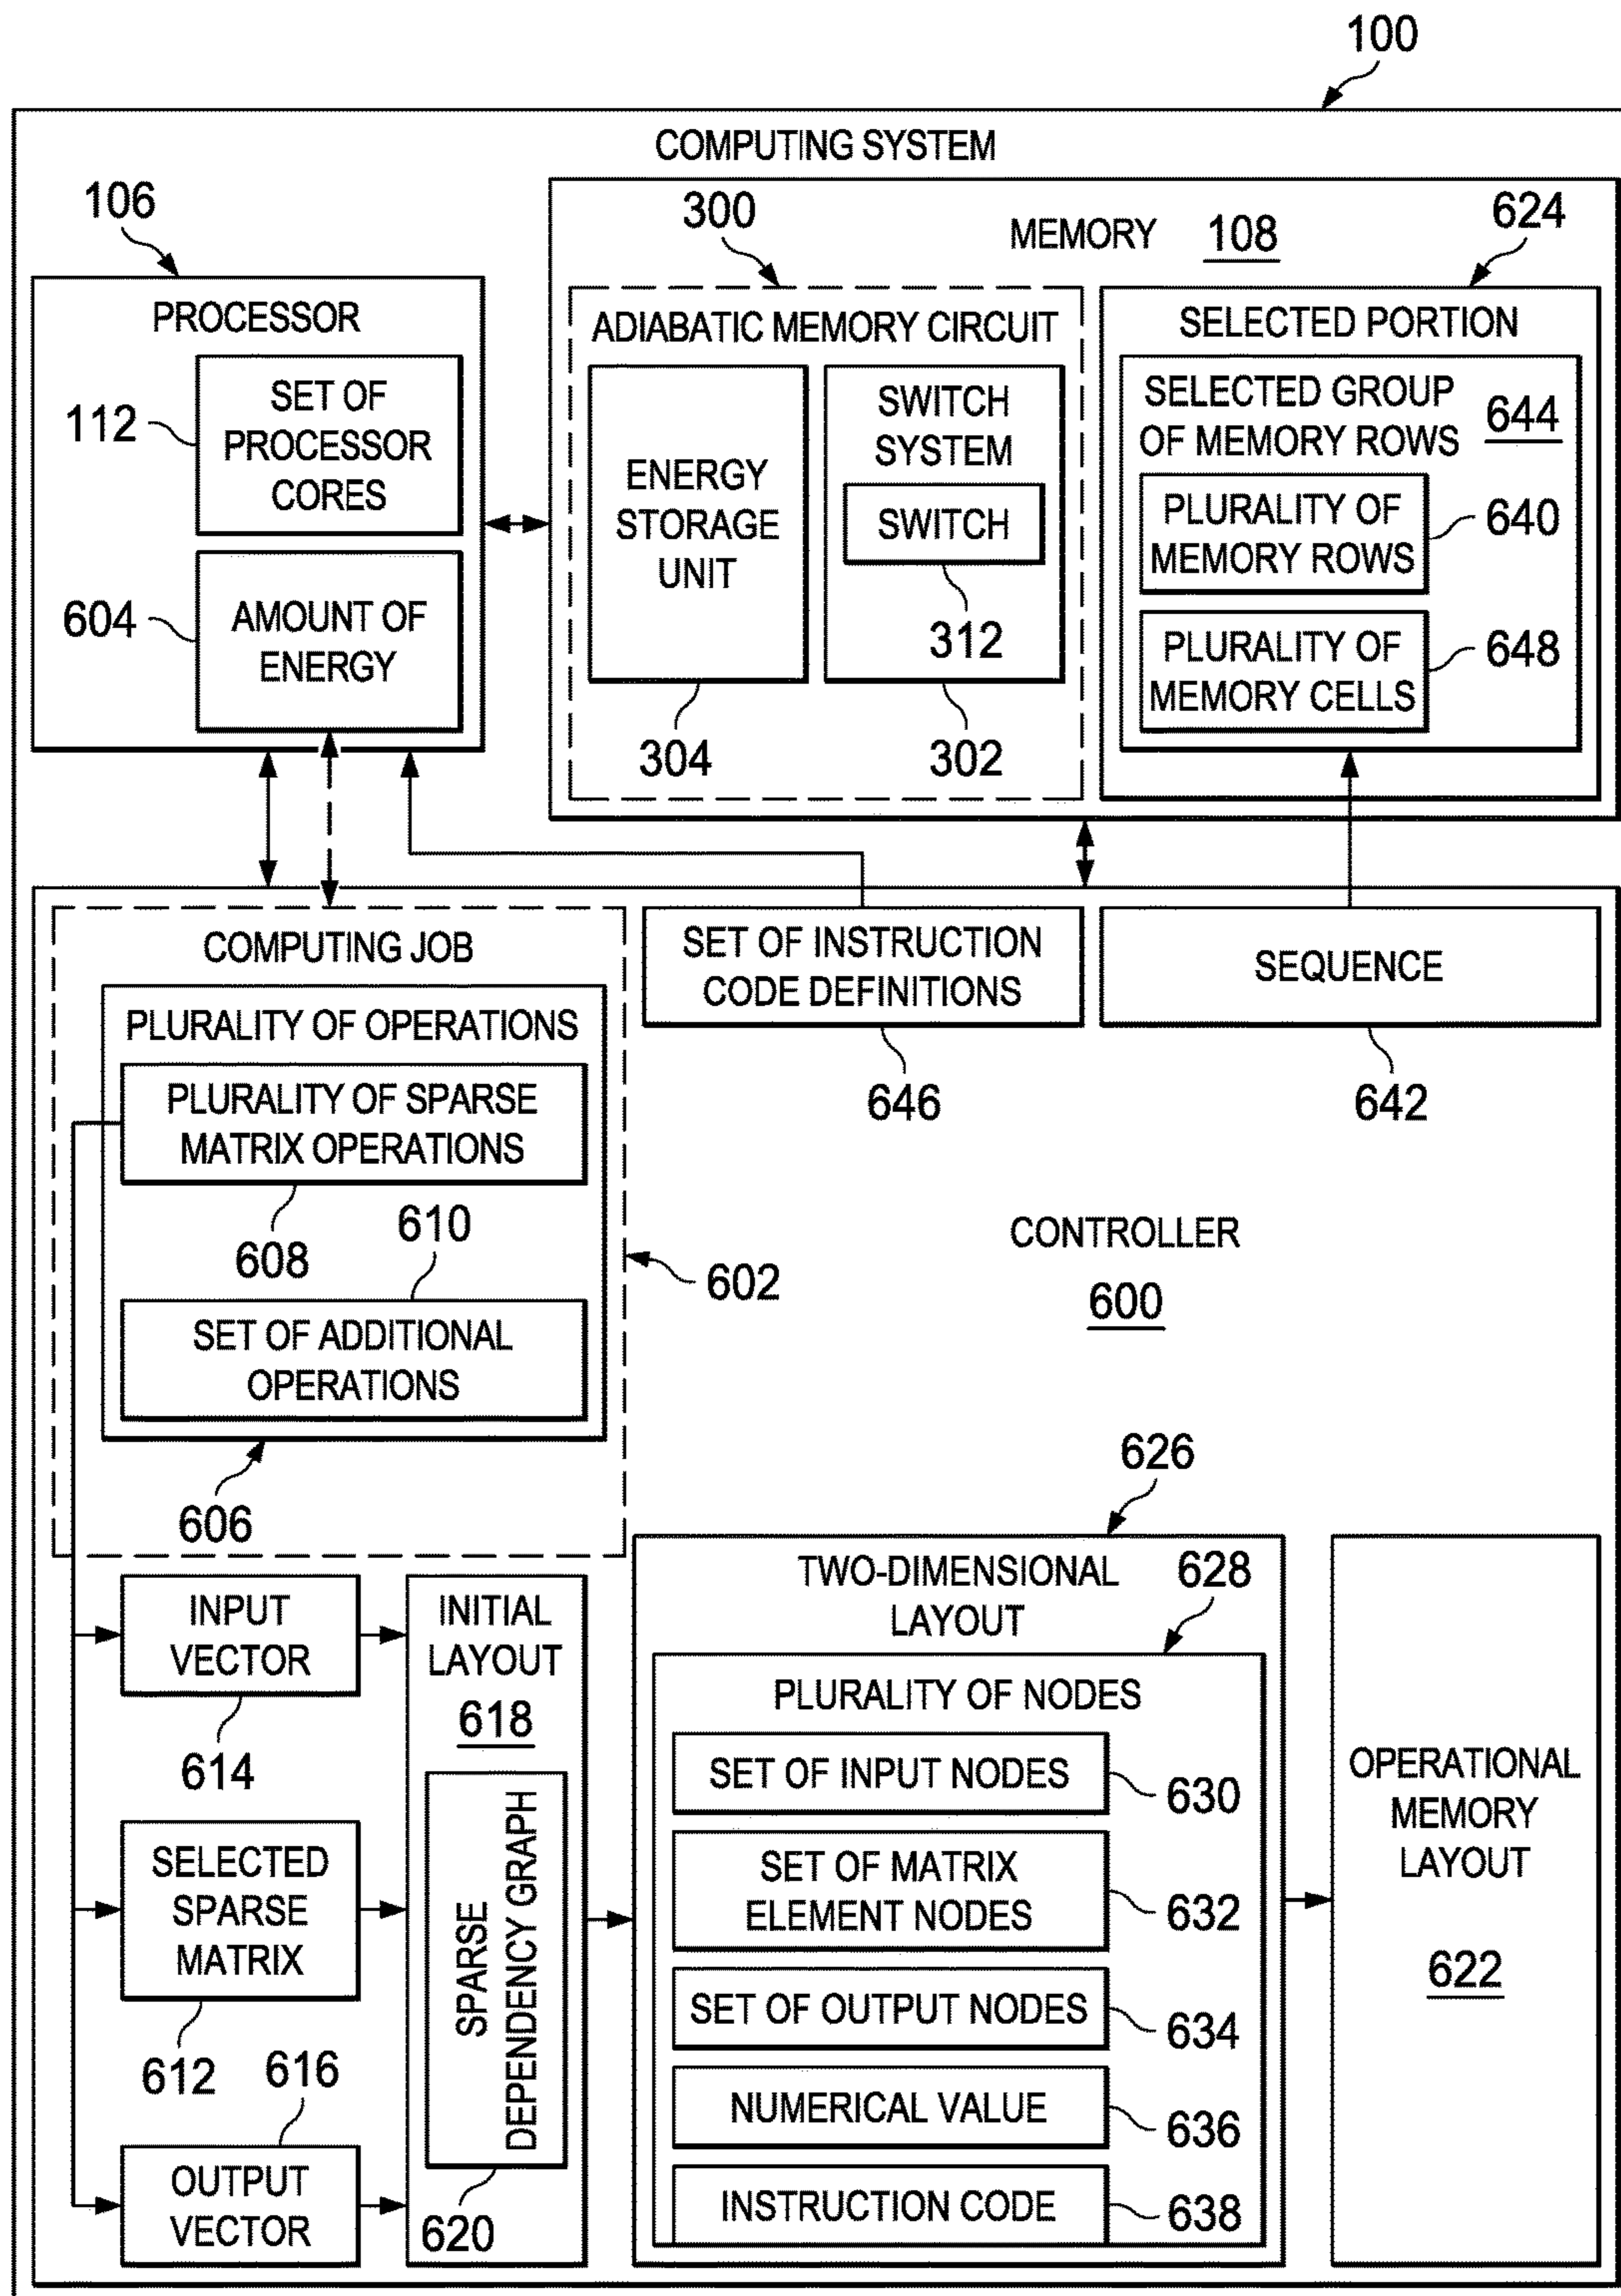 100
COMPUTING SYSTEM
106
PROCESSOR
112
SET OF
PROCESSOR
CORES
604
AMOUNT OF
ENERGY
MEMORY 108
300
ADIABATIC MEMORY CIRCUIT
ENERGY
STORAGE
UNIT
304
SWITCH
SYSTEM
SWITCH
312
302
624
SELECTED PORTION
SELECTED GROUP
OF MEMORY ROWS
644
PLURALITY OF
MEMORY ROWS
640
PLURALITY OF
MEMORY CELLS
648
COMPUTING JOB
PLURALITY OF OPERATIONS
PLURALITY OF SPARSE
MATRIX OPERATIONS
608
610
SET OF ADDITIONAL
OPERATIONS
606
602
SET OF INSTRUCTION
CODE DEFINITIONS
646
SEQUENCE
642
CONTROLLER
600
INPUT
VECTOR
614
SELECTED
SPARSE
MATRIX
612
616
OUTPUT
VECTOR
INITIAL
LAYOUT
618
SPARSE
DEPENDENCY GRAPH
620
626
TWO-DIMENSIONAL
LAYOUT
628
PLURALITY OF NODES
SET OF INPUT NODES
630
SET OF MATRIX
ELEMENT NODES
632
SET OF OUTPUT NODES
634
NUMERICAL VALUE
636
INSTRUCTION CODE
638
OPERATIONAL
MEMORY
LAYOUT
622